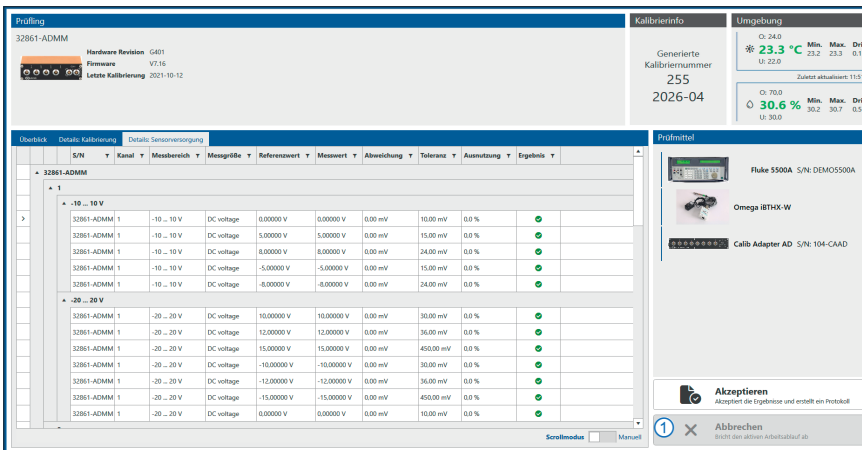 Prüfling
32861-ADMM
Hardware Revision G401
Firmware V7.16
Letzte Kalibrierung 2021-10-12
Kalibrierinfo
Generierte
Kalibriernummer
255
2026-04
Umgebung
O: 24.0
23.3 °C Min. Max. Dri
23.2 23.3 0.1
U: 22.0
Zuletzt aktualisiert: 11:5
O: 70.0
30.6 % Min. Max. Dri
30.2 30.7 0.5
U: 30.0
Überblick Details: Kalibrierung Details: Sensorversorgung
S/N Kanal Messbereich Messgröße Referenzwert Messwert Abweichung Toleranz Ausnutzung Ergebnis
32861-ADMM
1
-10 ... 10 V
32861-ADMM 1 -10 ... 10 V DC voltage 0,00000 V 0,00000 V 0,00 mV 10,00 mV 0,0 %
32861-ADMM 1 -10 ... 10 V DC voltage 5,00000 V 5,00000 V 0,00 mV 15,00 mV 0,0 %
32861-ADMM 1 -10 ... 10 V DC voltage 8,00000 V 8,00000 V 0,00 mV 24,00 mV 0,0 %
32861-ADMM 1 -10 ... 10 V DC voltage -5,00000 V -5,00000 V 0,00 mV 15,00 mV 0,0 %
32861-ADMM 1 -10 ... 10 V DC voltage -8,00000 V -8,00000 V 0,00 mV 24,00 mV 0,0 %
-20 ... 20 V
32861-ADMM 1 -20 ... 20 V DC voltage 10,00000 V 10,00000 V 0,00 mV 30,00 mV 0,0 %
32861-ADMM 1 -20 ... 20 V DC voltage 12,00000 V 12,00000 V 0,00 mV 36,00 mV 0,0 %
32861-ADMM 1 -20 ... 20 V DC voltage 15,00000 V 15,00000 V 0,00 mV 450,00 mV 0,0 %
32861-ADMM 1 -20 ... 20 V DC voltage -10,00000 V -10,00000 V 0,00 mV 30,00 mV 0,0 %
32861-ADMM 1 -20 ... 20 V DC voltage -12,00000 V -12,00000 V 0,00 mV 36,00 mV 0,0 %
32861-ADMM 1 -20 ... 20 V DC voltage -15,00000 V -15,00000 V 0,00 mV 450,00 mV 0,0 %
32861-ADMM 1 -20 ... 20 V DC voltage 0,00000 V 0,00000 V 0,00 mV 10,00 mV 0,0 %
Scrollmodus Manuell
Prüfmittel
Fluke 5500A S/N: DEMO5500A
Omega iBTHX-W
Calib Adapter AD S/N: 104-CAAD
Akzeptieren
Akzeptiert die Ergebnisse und erstellt ein Protokoll
1 Abbrechen
Bricht den aktiven Arbeitsablauf ab